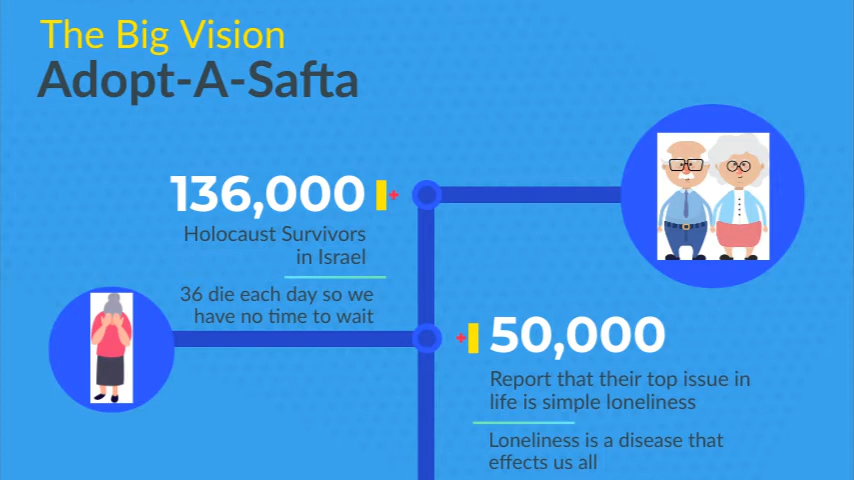 The Big Vision
Adopt-A-Safta
136,000
Holocaust Survivors
in Israel
36 die each day so we
have no time to wait
50,000
Report that their top issue in
life is simple loneliness
Loneliness is a disease that
effects us all